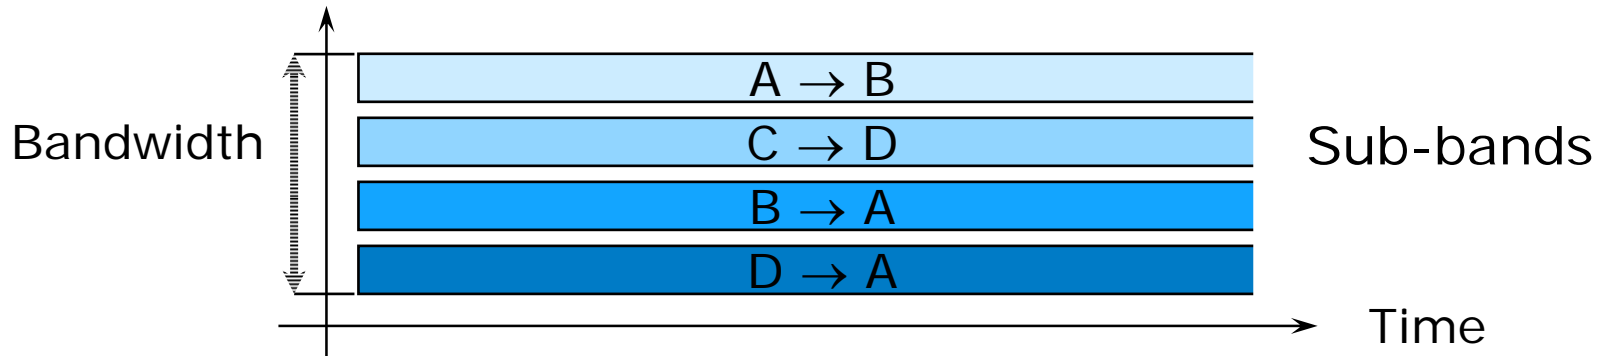 A → B
Bandwidth
C → D
Sub-bands
B → A
D → A
Time